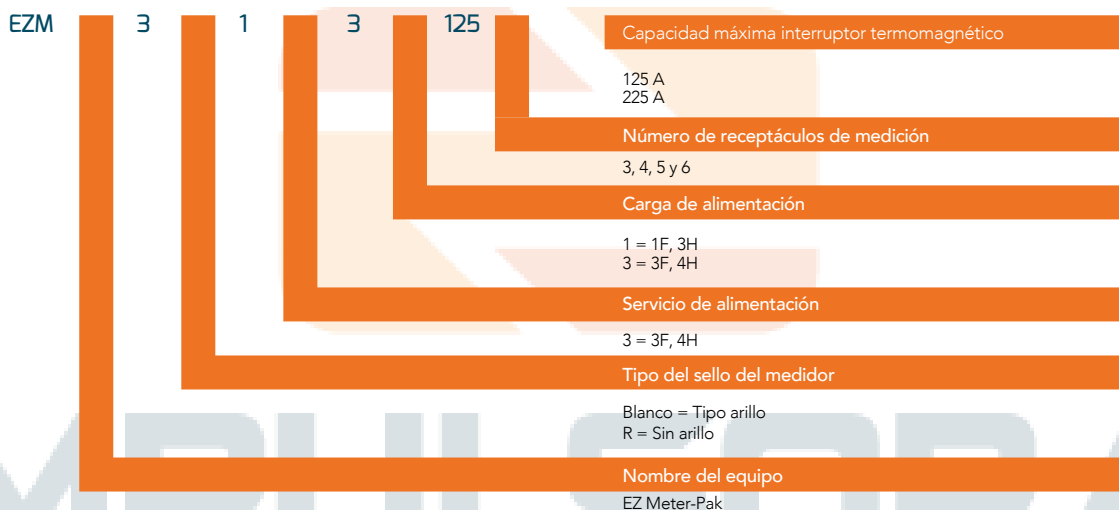 EZM 3 1 3 125
Capacidad máxima interruptor termomagnético
125 A
225 A
Número de receptáculos de medición
3, 4, 5 y 6
Carga de alimentación
1 = 1F, 3H
3 = 3F, 4H
Servicio de alimentación
3 = 3F, 4H
Tipo del sello del medidor
Blanco = Tipo arillo
R = Sin arillo
Nombre del equipo
EZ Meter-Pak